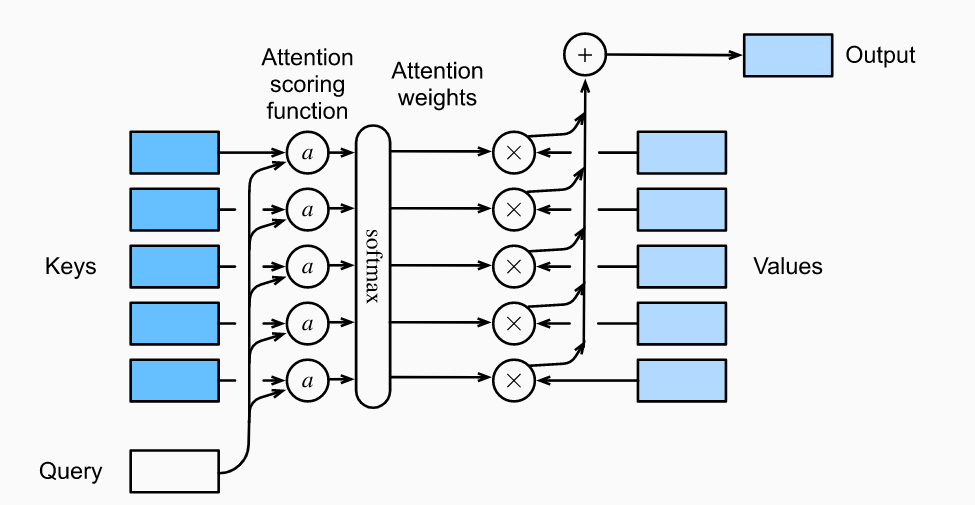 Attention
scoring
function
Attention
weights
+
Output
a
×
a
×
Keys
a
softmax
×
Values
a
×
a
×
Query